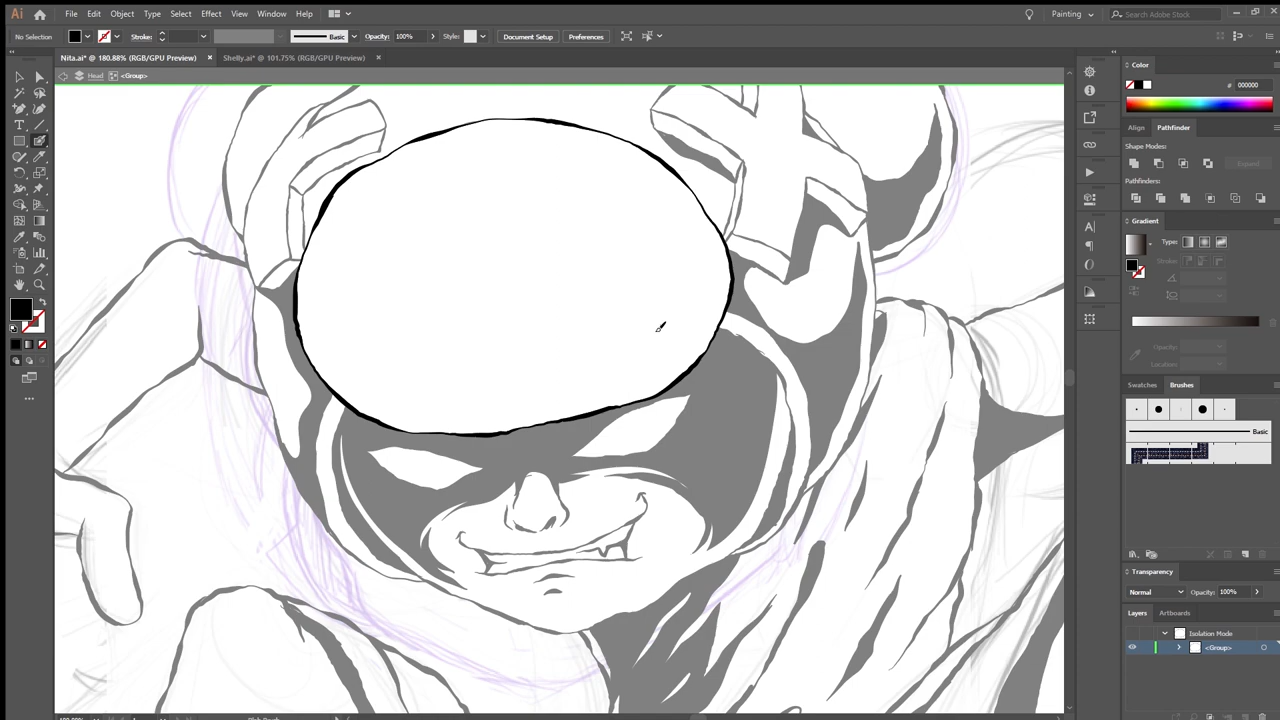 Ai File Edit Object Type Select Effect View Window Help Painting Search Adobe Stock
No Selection Stroke: Basic Opacity: 100% Style: Document Setup Preferences
Nita.ai* @ 180.88% (RGB/GPU Preview) × Shelly.ai* @ 101.75% (RGB/GPU Preview) ×
Head <Group>
Color
# 000000
Align Pathfinder
Shape Modes:
Expand
Pathfinders:
Gradient
Type:
Stroke:
Opacity:
Location:
Swatches Brushes
Basic
Transparency
Normal Opacity: 100%
Layers Artboards
Isolation Mode
<Group>